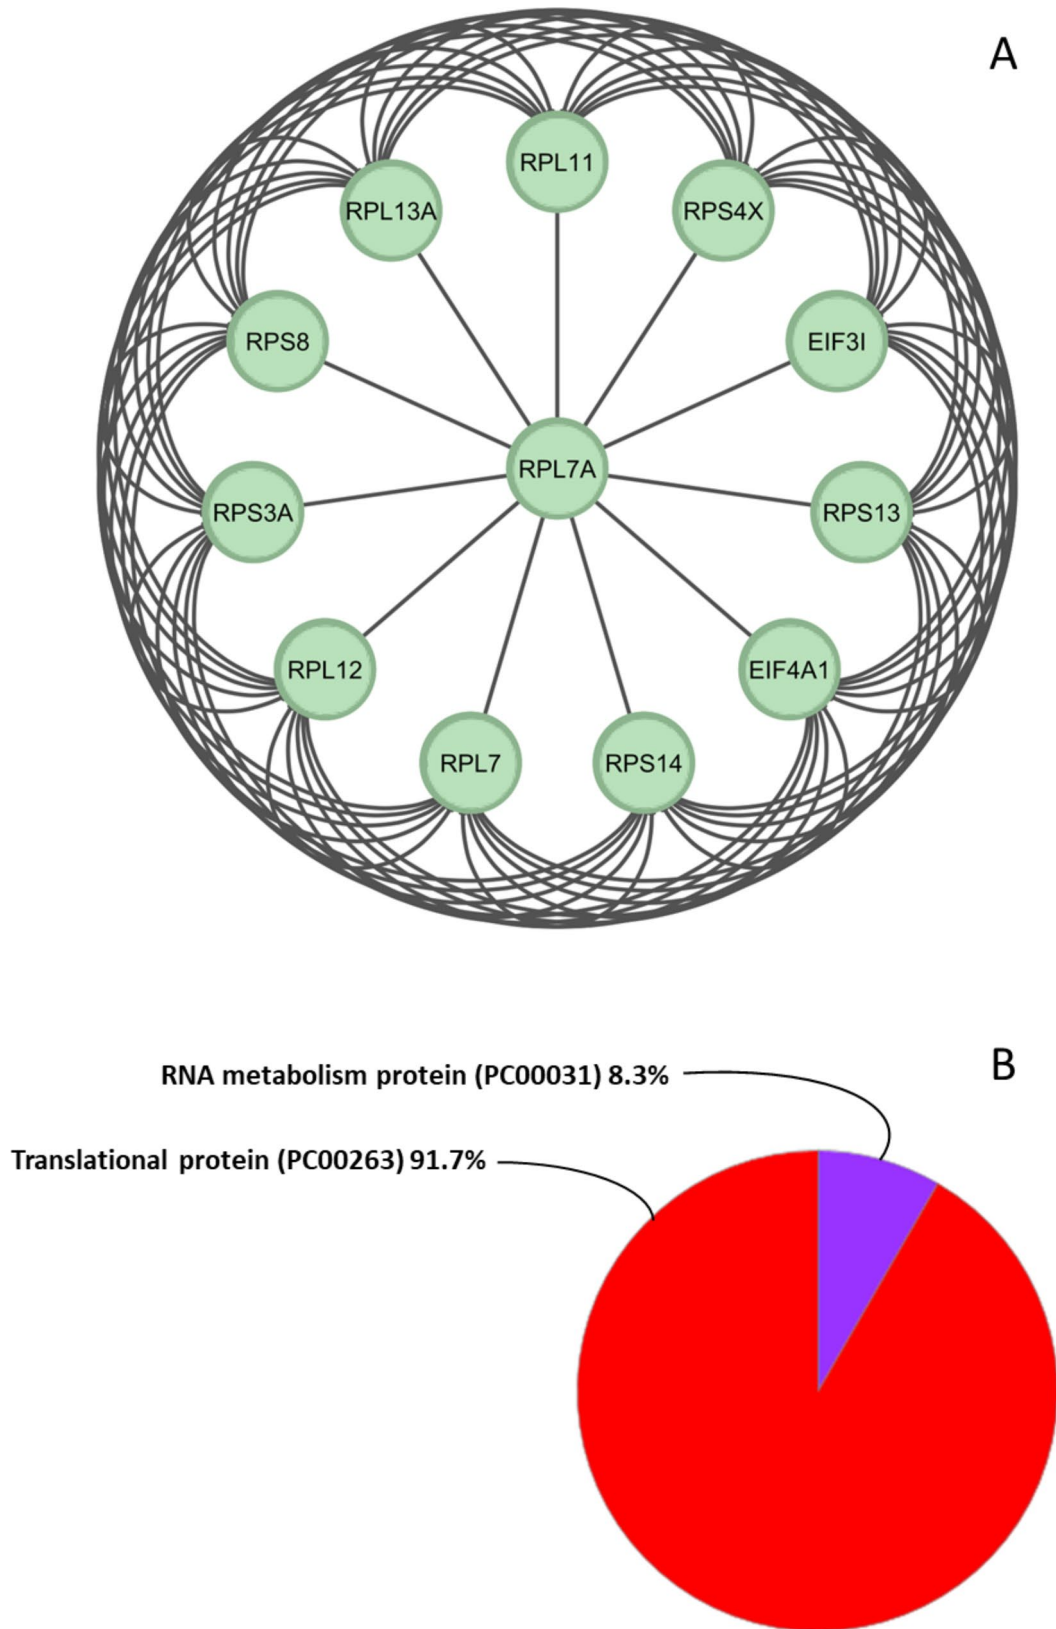 A
RPL11
RPL13A
RPS4X
RPS8
EIF3I
RPL7A
RPS3A
RPS13
RPL12
EIF4A1
RPL7
RPS14
B
RNA metabolism protein (PC00031) 8.3%
Translational protein (PC00263) 91.7%